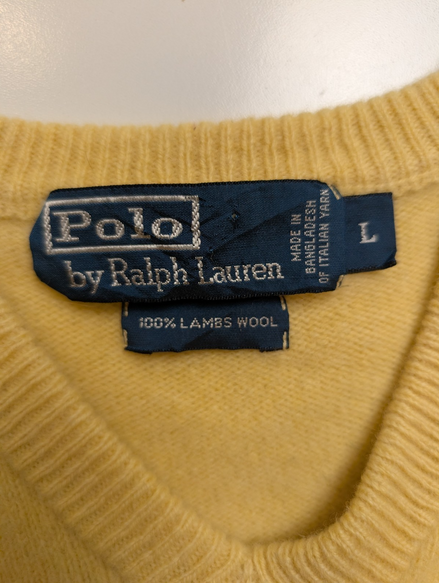 Polo
by Ralph Lauren
MADE IN
BANGLADESH
OF ITALIAN YARN
L
100% LAMBS WOOL